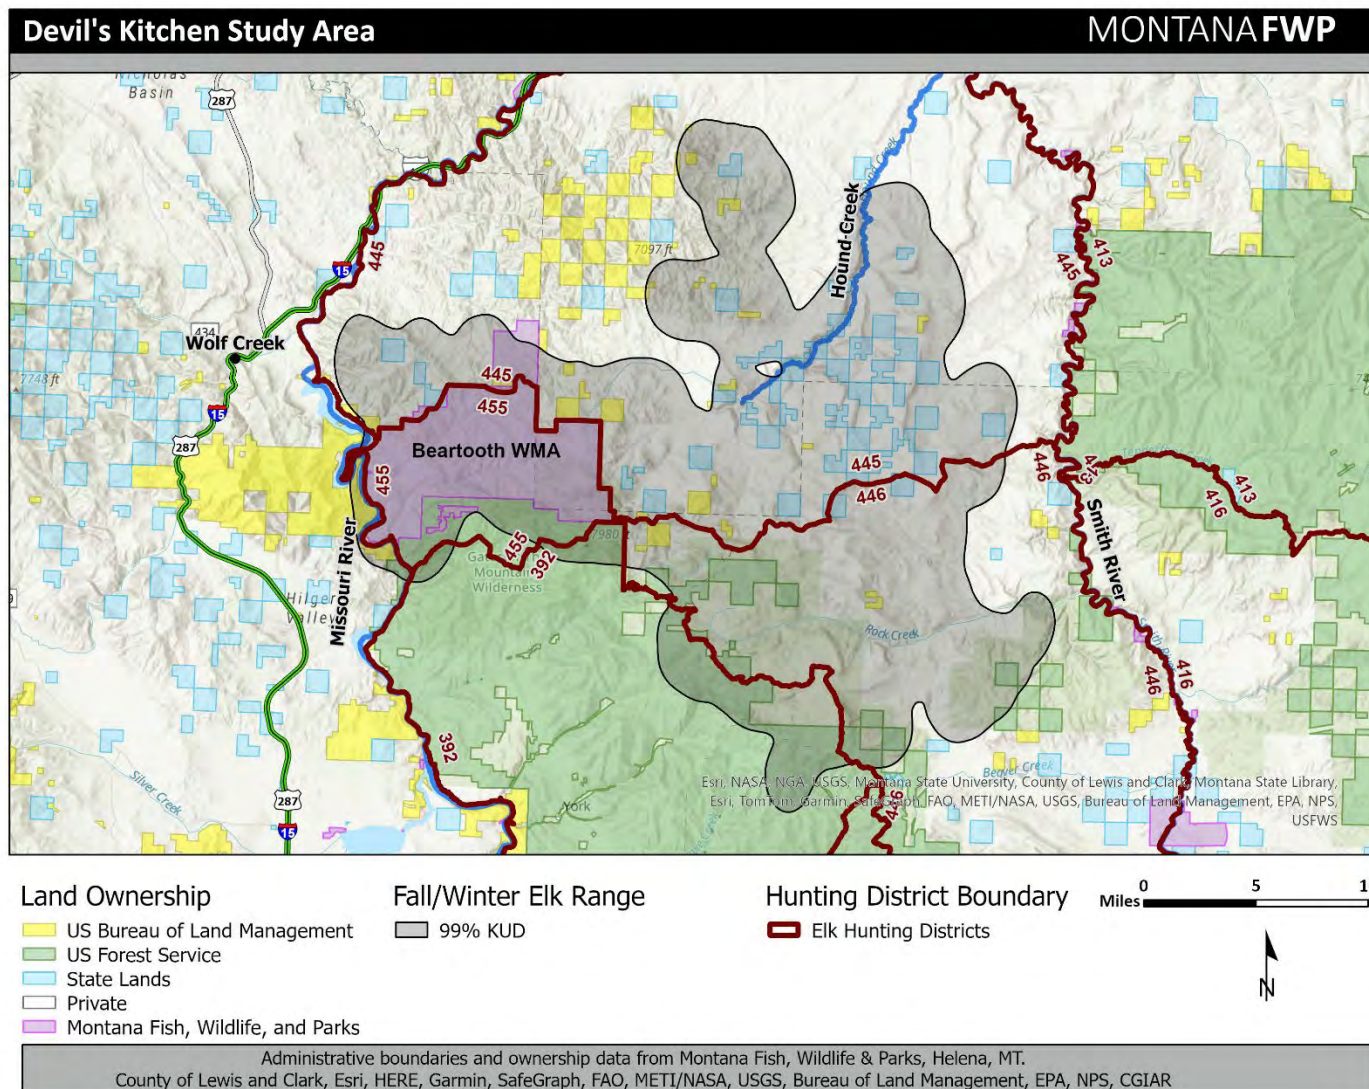 Devil's Kitchen Study Area
MONTANA FWP
Basin
287
Hound Creek
445
15
7097 ft
413
445
434
Wolf Creek
7748 ft
445
455
15
287
Beartooth WMA
455
445
446
446
413
416
Smith River
Missouri River
455
392
Mountain
Wilderness
Hilger
Valley
Rock Creek
416
446
392
Silver Creek
York
Beaver Creek
287
15
446
Esri, NASA, NGA, USGS, Montana State University, County of Lewis and Clark, Montana State Library,
Esri, TomTom, Garmin, SafeGraph, FAO, METI/NASA, USGS, Bureau of Land Management, EPA, NPS,
USFWS
Land Ownership
US Bureau of Land Management
US Forest Service
State Lands
Private
Montana Fish, Wildlife, and Parks
Fall/Winter Elk Range
99% KUD
Hunting District Boundary
Elk Hunting Districts
0 5 1
Miles
N
Administrative boundaries and ownership data from Montana Fish, Wildlife & Parks, Helena, MT.
County of Lewis and Clark, Esri, HERE, Garmin, SafeGraph, FAO, METI/NASA, USGS, Bureau of Land Management, EPA, NPS, CGIAR